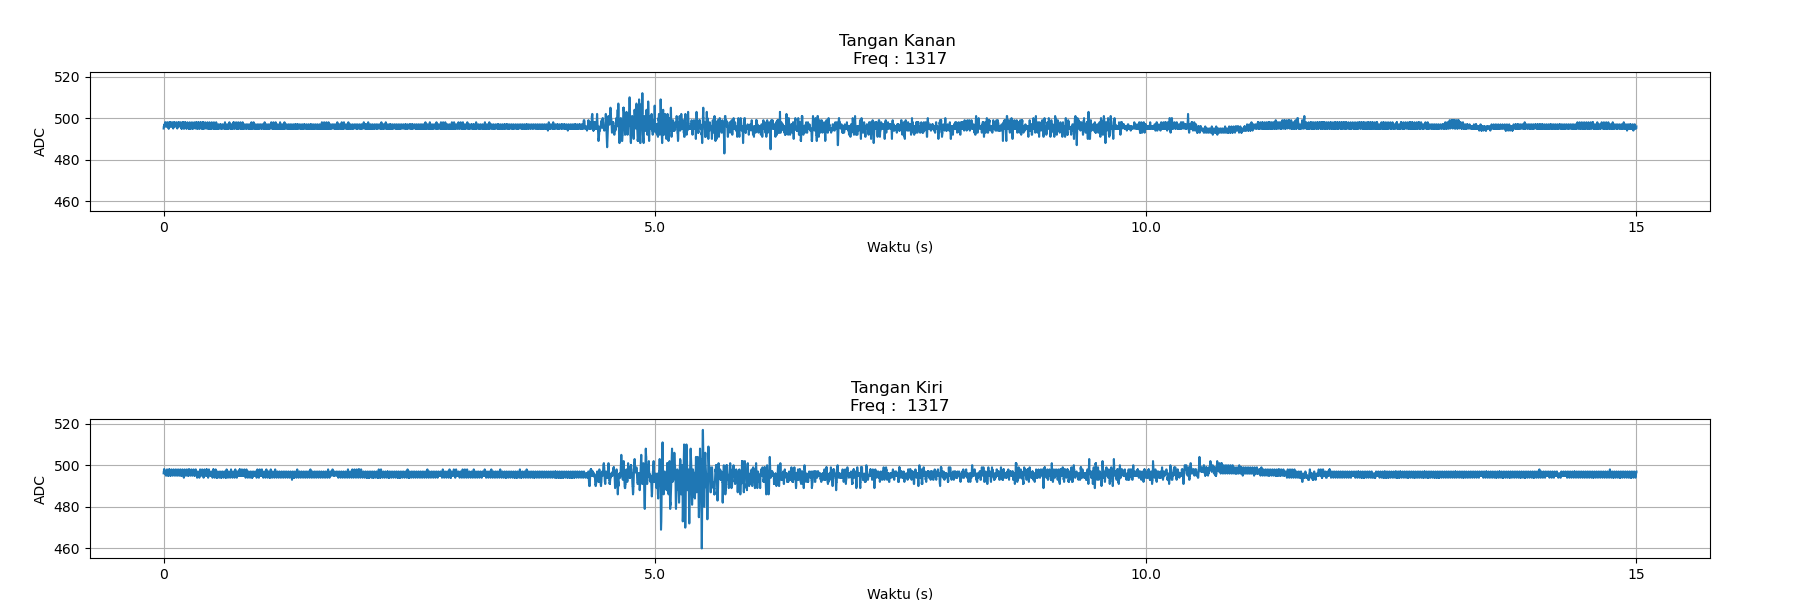 Tangan Kanan
Freq : 1317
520
500
480
460
ADC
0 5.0 10.0 15
Waktu (s)
Tangan Kiri
Freq :  1317
520
500
480
460
ADC
0 5.0 10.0 15
Waktu (s)